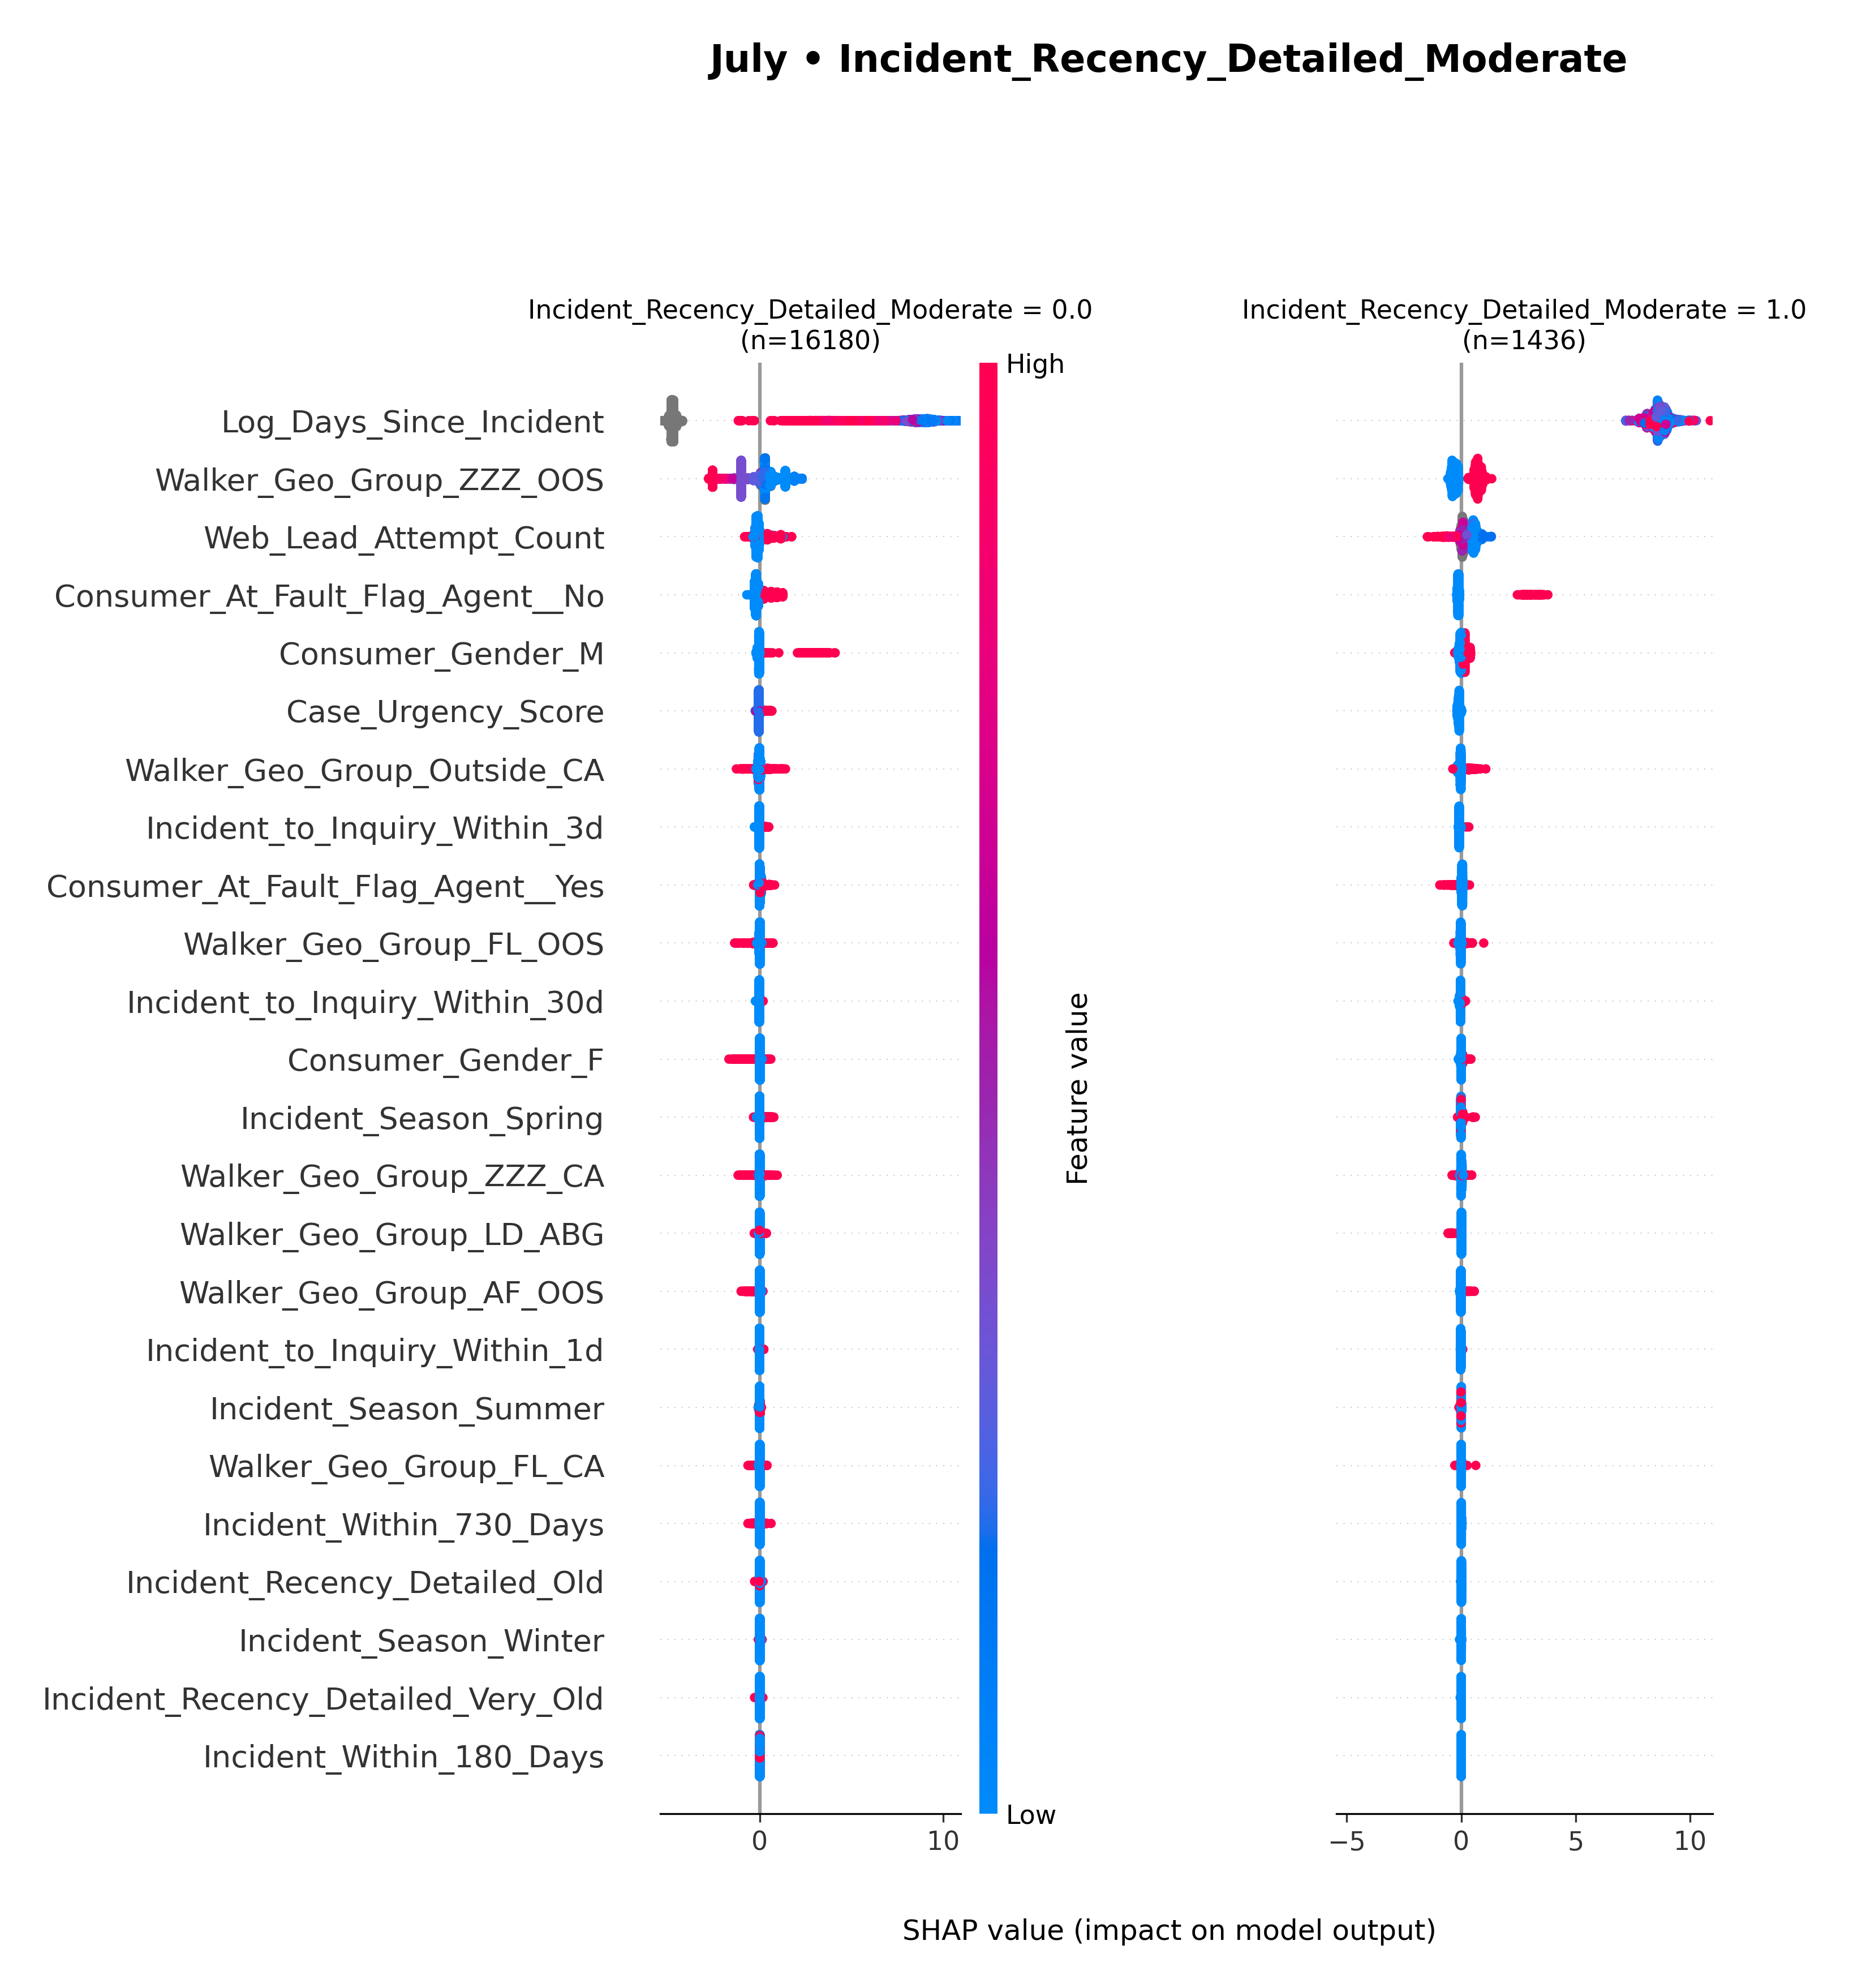 July • Incident_Recency_Detailed_Moderate
Incident_Recency_Detailed_Moderate = 0.0
(n=16180)
Incident_Recency_Detailed_Moderate = 1.0
(n=1436)
High
Log_Days_Since_Incident
Walker_Geo_Group_ZZZ_OOS
Web_Lead_Attempt_Count
Consumer_At_Fault_Flag_Agent__No
Consumer_Gender_M
Case_Urgency_Score
Walker_Geo_Group_Outside_CA
Incident_to_Inquiry_Within_3d
Consumer_At_Fault_Flag_Agent__Yes
Walker_Geo_Group_FL_OOS
Incident_to_Inquiry_Within_30d
Consumer_Gender_F
Incident_Season_Spring
Walker_Geo_Group_ZZZ_CA
Walker_Geo_Group_LD_ABG
Walker_Geo_Group_AF_OOS
Incident_to_Inquiry_Within_1d
Incident_Season_Summer
Walker_Geo_Group_FL_CA
Incident_Within_730_Days
Incident_Recency_Detailed_Old
Incident_Season_Winter
Incident_Recency_Detailed_Very_Old
Incident_Within_180_Days
Feature value
Low
0 10
−5 0 5 10
SHAP value (impact on model output)